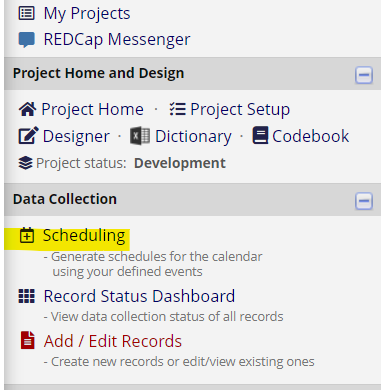 My Projects
REDCap Messenger
Project Home and Design
Project Home · Project Setup
Designer · Dictionary · Codebook
Project status: Development
Data Collection
Scheduling
- Generate schedules for the calendar
using your defined events
Record Status Dashboard
- View data collection status of all records
Add / Edit Records
- Create new records or edit/view existing ones